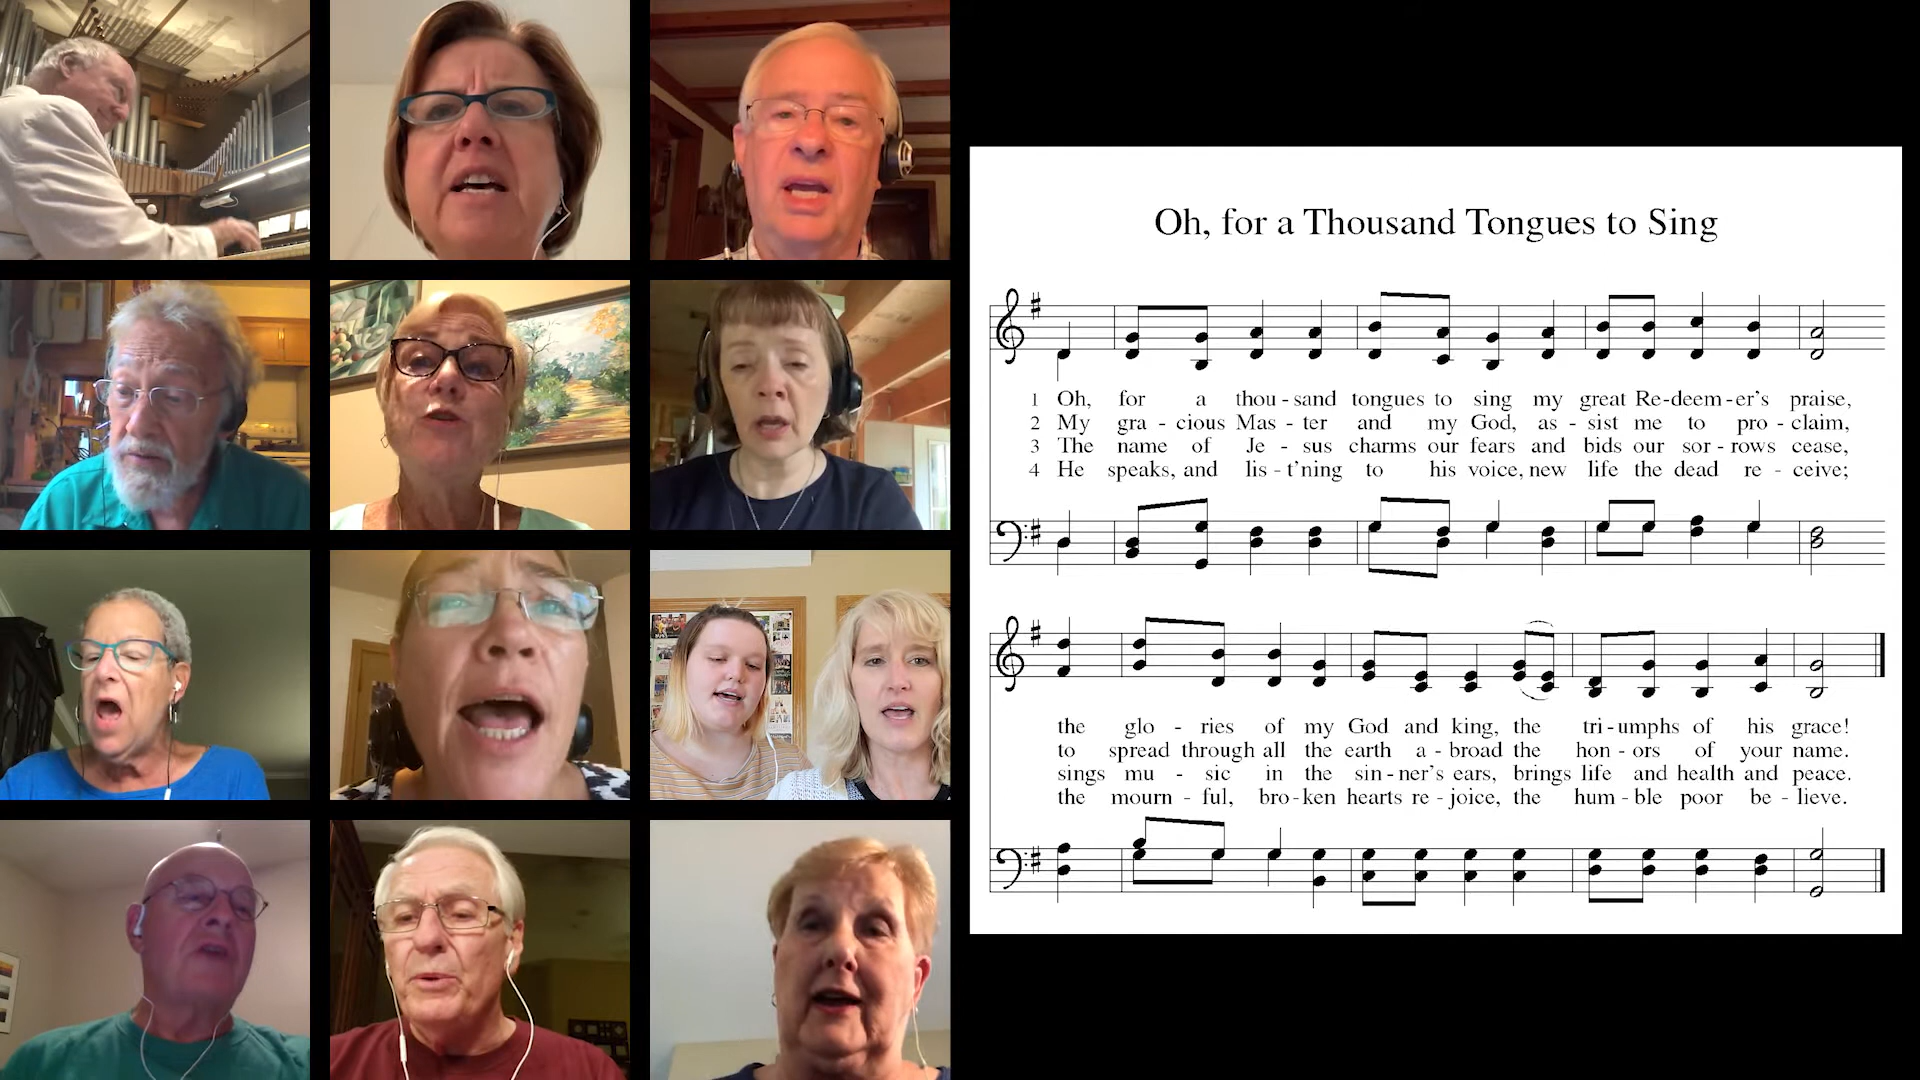 Oh, for a Thousand Tongues to Sing
1 Oh, for a thou - sand tongues to sing my great Re - deem - er's praise,
2 My gra - cious Mas - ter and my God, as - sist me to pro - claim,
3 The name of Je - sus charms our fears and bids our sor - rows cease,
4 He speaks, and lis - t'ning to his voice, new life the dead re - ceive;
the glo - ries of my God and king, the tri - umphs of his grace!
to spread through all the earth a - broad the hon - ors of your name.
sings mu - sic in the sin - ner's ears, brings life and health and peace.
the mourn - ful, bro - ken hearts re - joice, the hum - ble poor be - lieve.